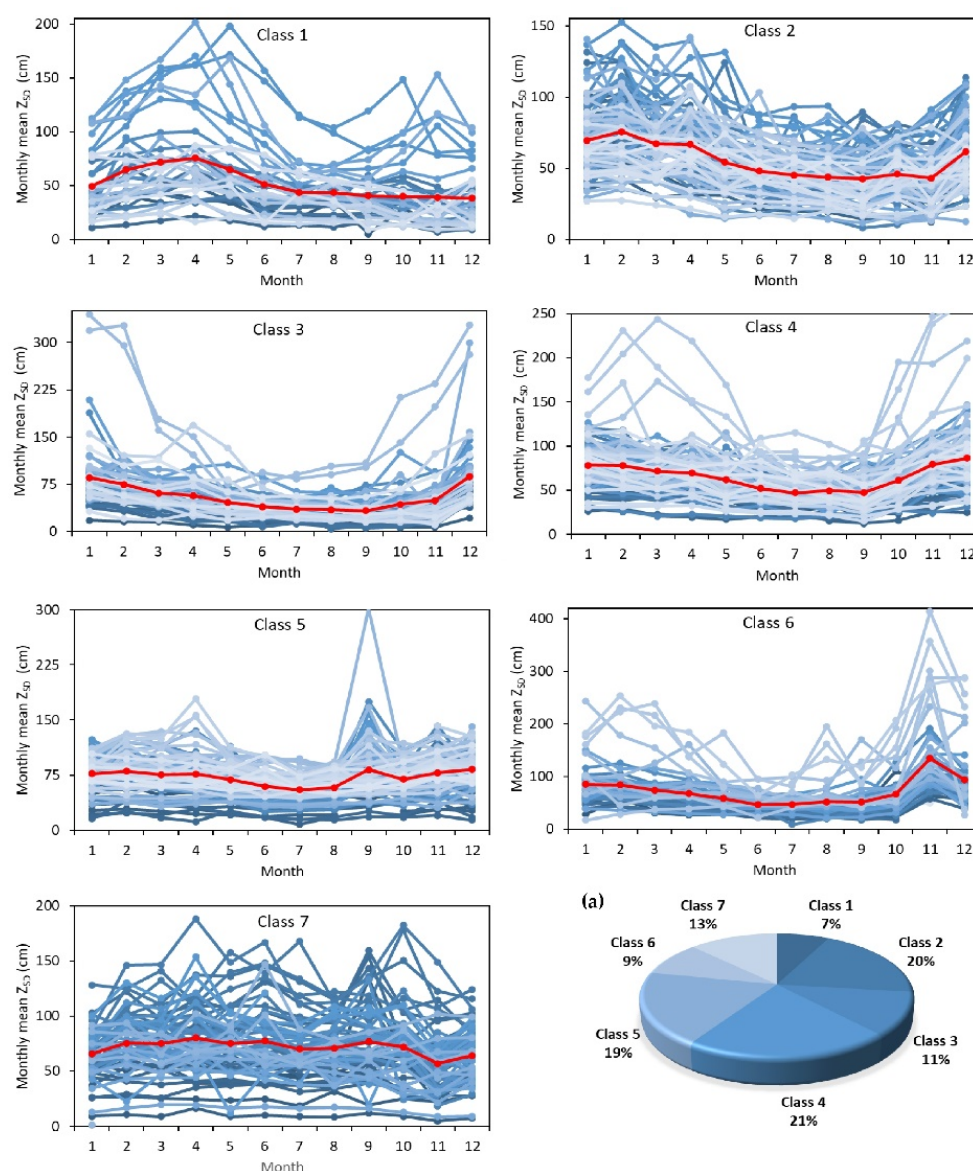 Class 1
Monthly mean Z_SD (cm)
200
150
100
50
0
1 2 3 4 5 6 7 8 9 10 11 12
Month
Class 2
Monthly mean Z_SD (cm)
150
100
50
0
1 2 3 4 5 6 7 8 9 10 11 12
Month
Class 3
Monthly mean Z_SD (cm)
300
225
150
75
0
1 2 3 4 5 6 7 8 9 10 11 12
Month
Class 4
Monthly mean Z_SD (cm)
250
200
150
100
50
0
1 2 3 4 5 6 7 8 9 10 11 12
Month
Class 5
Monthly mean Z_SD (cm)
300
225
150
75
0
1 2 3 4 5 6 7 8 9 10 11 12
Month
Class 6
Monthly mean Z_SD (cm)
400
300
200
100
0
1 2 3 4 5 6 7 8 9 10 11 12
Month
Class 7
Monthly mean Z_SD (cm)
200
150
100
50
0
1 2 3 4 5 6 7 8 9 10 11 12
Month
(a)
Class 1
7%
Class 2
20%
Class 3
11%
Class 4
21%
Class 5
19%
Class 6
9%
Class 7
13%